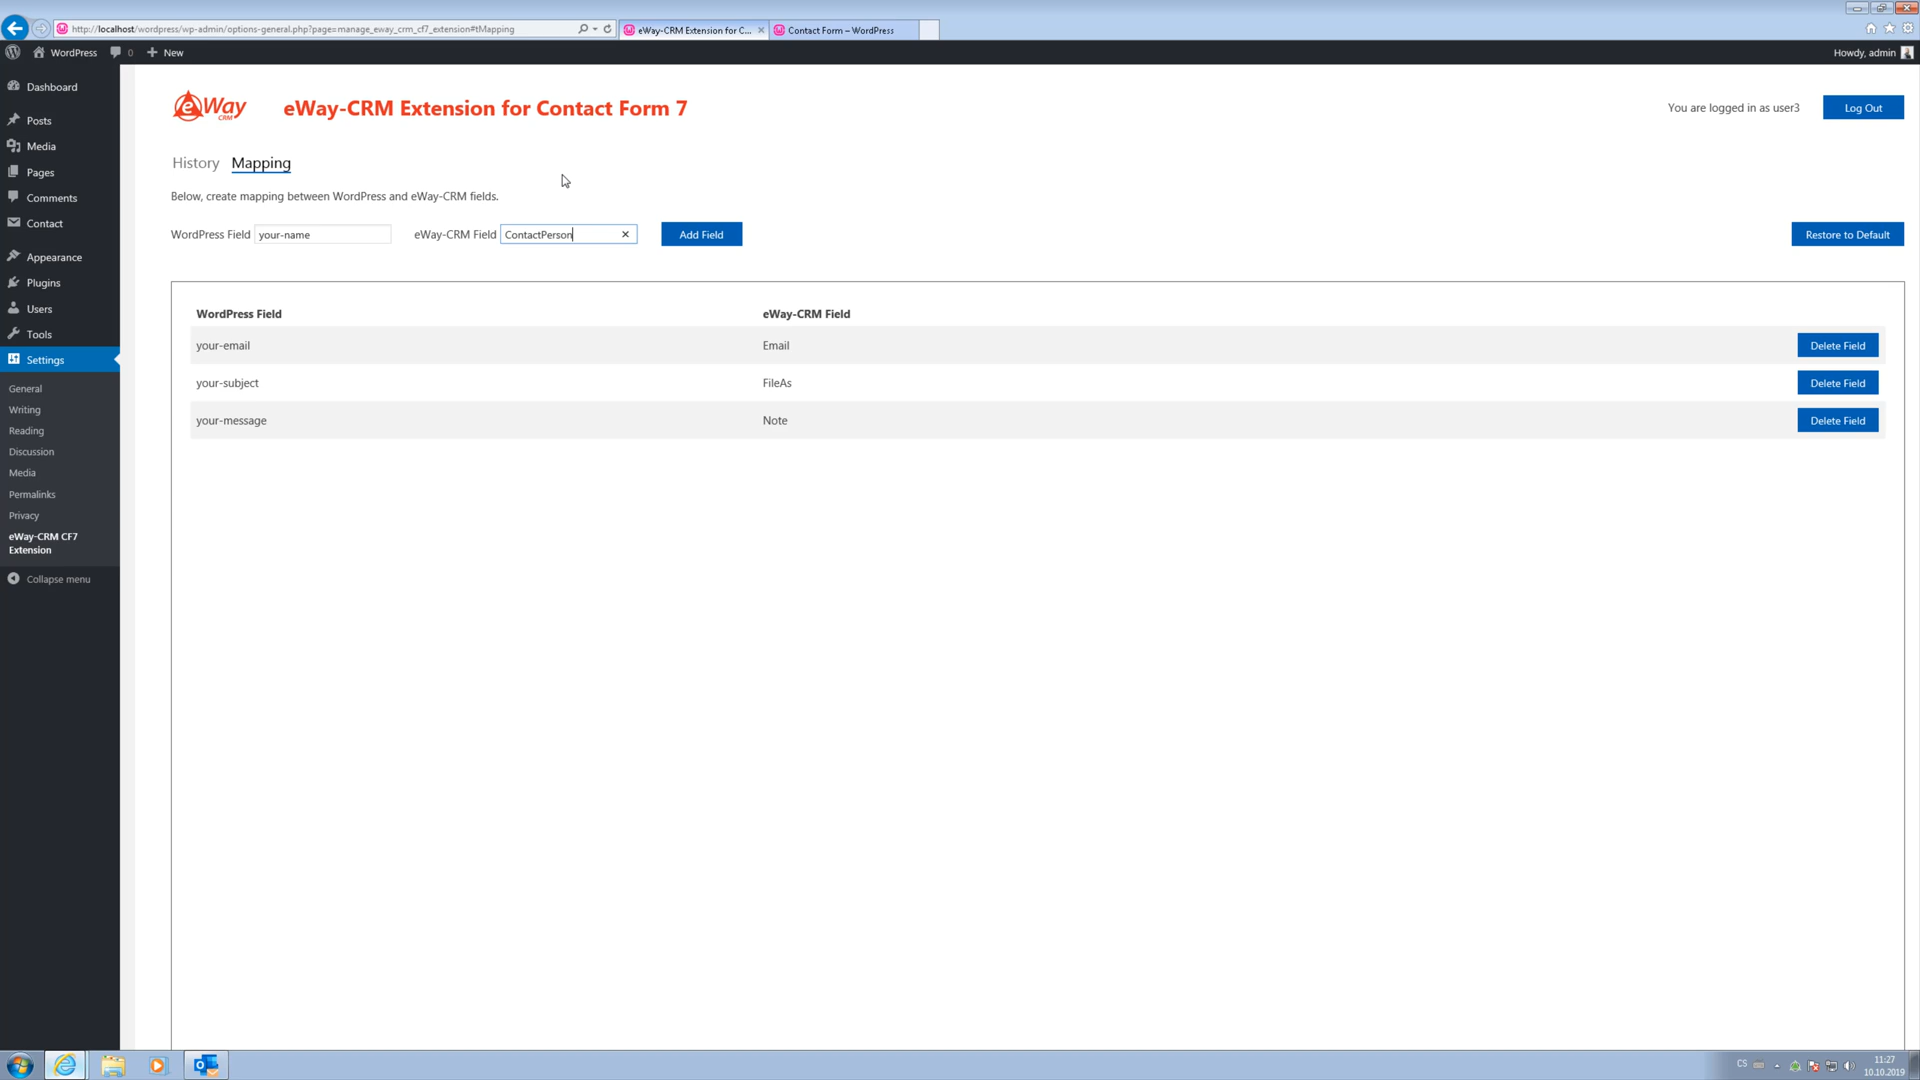 http://localhost/wordpress/wp-admin/options-general.php?page=manage_eway_crm_cf7_extension#tMapping
eWay-CRM Extension for C...
Contact Form – WordPress
WordPress
0
New
Howdy, admin
Dashboard
Posts
Media
Pages
Comments
Contact
Appearance
Plugins
Users
Tools
Settings
General
Writing
Reading
Discussion
Media
Permalinks
Privacy
eWay-CRM CF7
Extension
Collapse menu
eWay
CRM
eWay-CRM Extension for Contact Form 7
You are logged in as user3
Log Out
History Mapping
Below, create mapping between WordPress and eWay-CRM fields.
WordPress Field your-name eWay-CRM Field ContactPerson Add Field Restore to Default
WordPress Field eWay-CRM Field
your-email Email Delete Field
your-subject FileAs Delete Field
your-message Note Delete Field
CS
11:27
10.10.2019